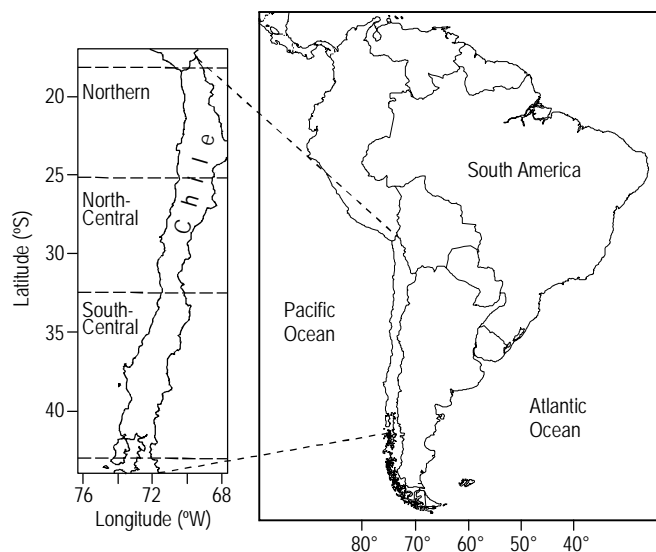 20
25
30
35
40
Latitude (ºS)
Northern
North-
Central
South-
Central
Chile
76
72
68
Longitude (ºW)
South America
Pacific
Ocean
Atlantic
Ocean
80°
70°
60°
50°
40°